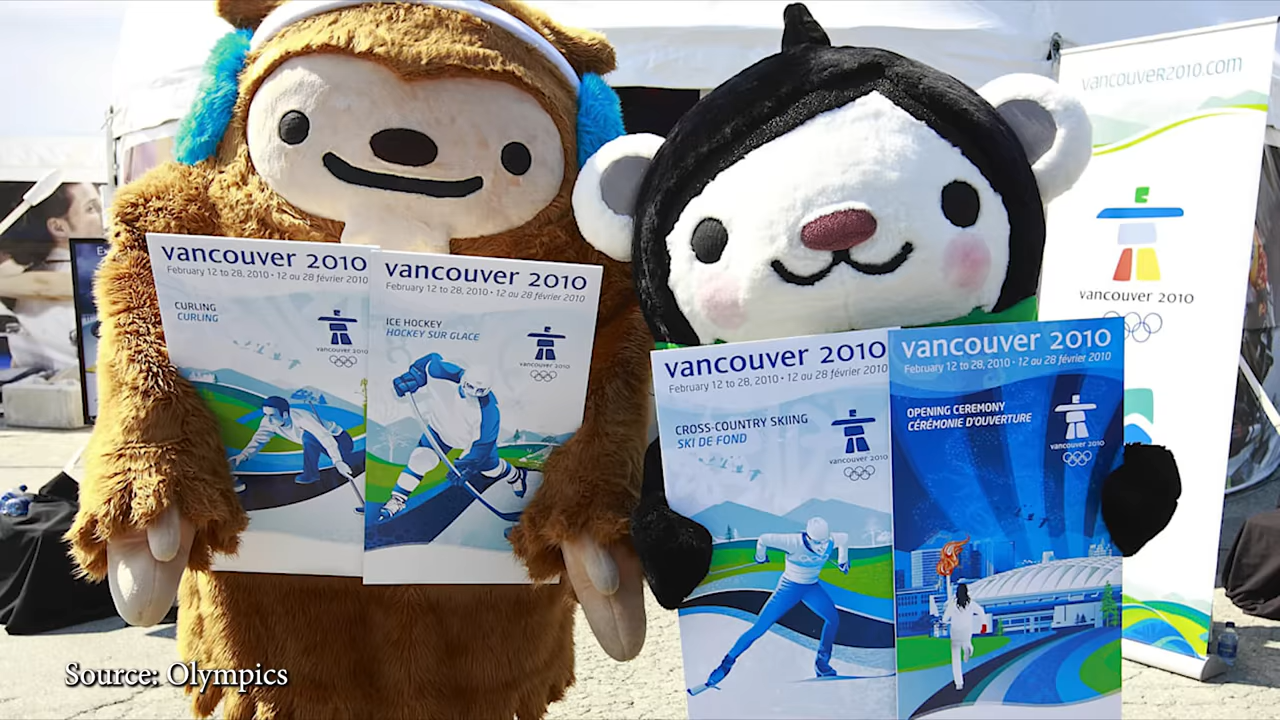 vancouver2010.com
vancouver 2010
vancouver 2010
February 12 to 28, 2010 • 12 au 28 février 2010
CURLING
CURLING
vancouver 2010
vancouver 2010
February 12 to 28, 2010 • 12 au 28 février 2010
ICE HOCKEY
HOCKEY SUR GLACE
vancouver 2010
vancouver 2010
February 12 to 28, 2010 • 12 au 28 février 2010
CROSS-COUNTRY SKIING
SKI DE FOND
vancouver 2010
vancouver 2010
February 12 to 28, 2010 • 12 au 28 février 2010
OPENING CEREMONY
CÉRÉMONIE D'OUVERTURE
vancouver 2010
Source: Olympics